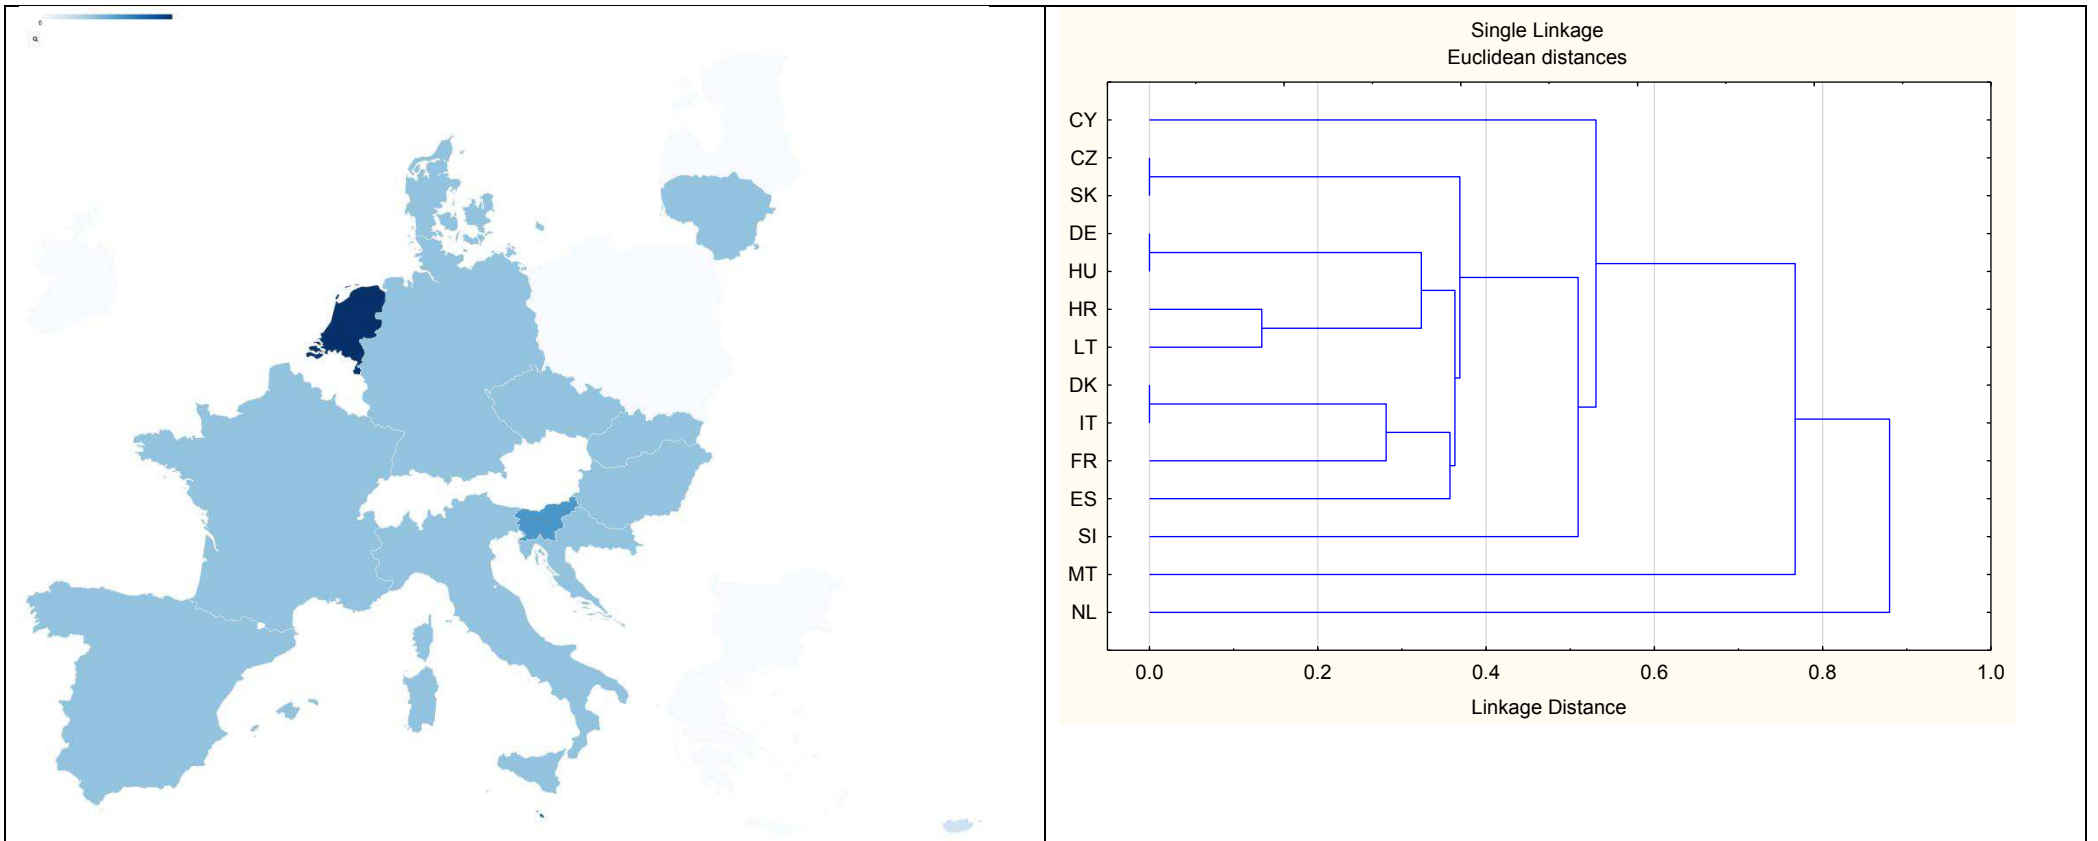 0
Single Linkage
Euclidean distances
CY
CZ
SK
DE
HU
HR
LT
DK
IT
FR
ES
SI
MT
NL
0.0 0.2 0.4 0.6 0.8 1.0
Linkage Distance